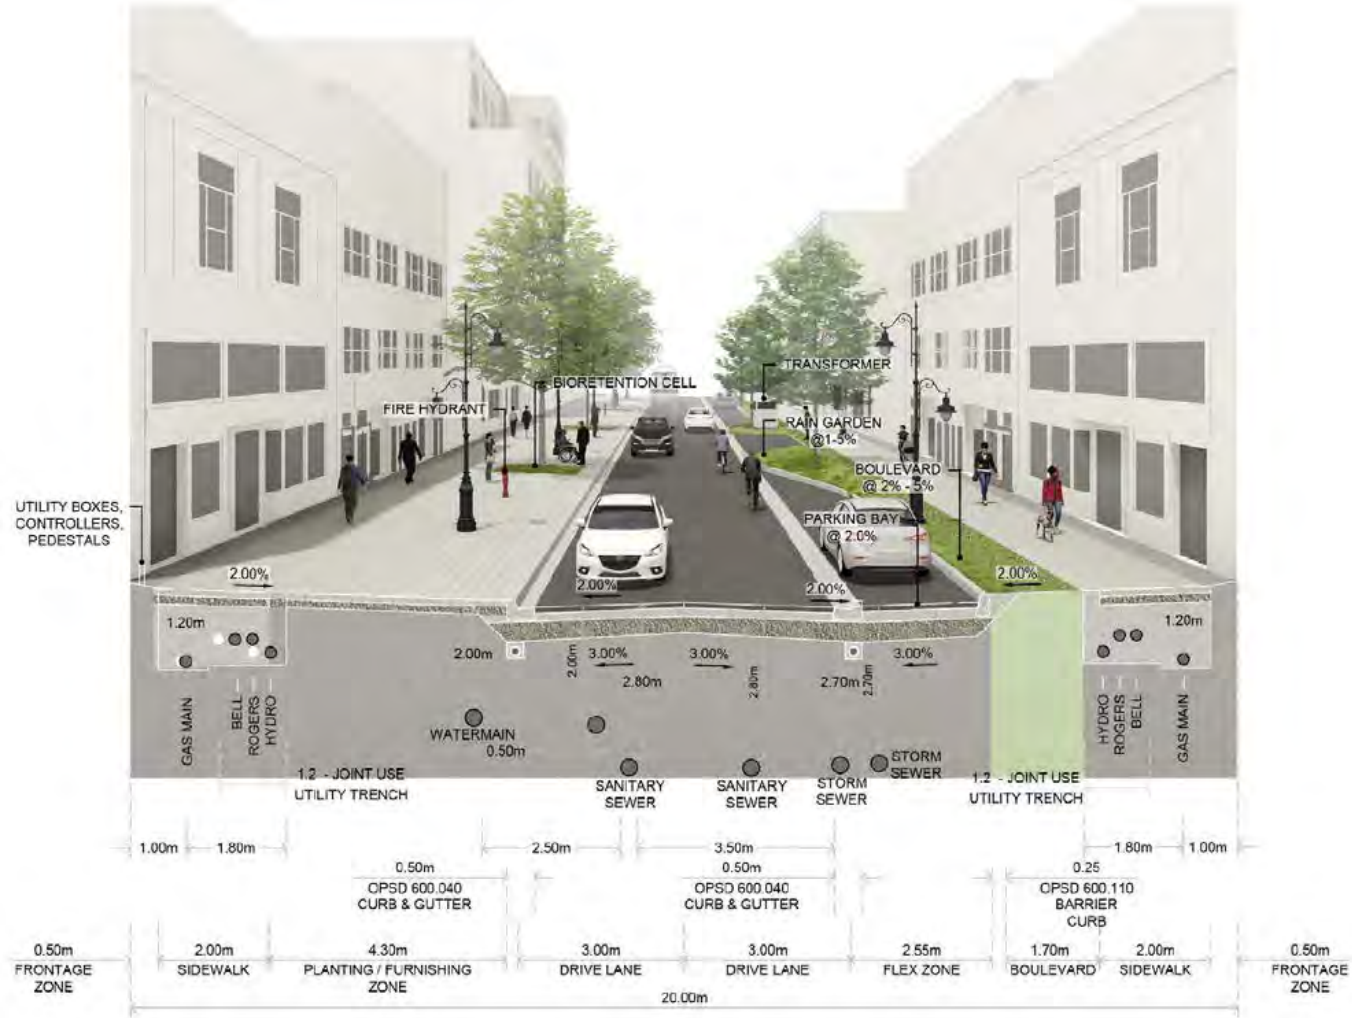 BIORETENTION CELL
TRANSFORMER
FIRE HYDRANT
RAIN GARDEN
@1-5%
BOULEVARD
@ 2% - 5%
UTILITY BOXES,
CONTROLLERS,
PEDESTALS
PARKING BAY
@ 2.0%
2.00%
2.00%
2.00%
2.00%
1.20m
1.20m
2.00m
2.00m
3.00%
3.00%
3.00%
2.80m
2.80m
2.70m
2.70m
GAS MAIN
BELL
ROGERS
HYDRO
WATERMAIN
0.50m
HYDRO
ROGERS
BELL
GAS MAIN
1.2 - JOINT USE
UTILITY TRENCH
SANITARY
SEWER
SANITARY
SEWER
STORM
SEWER
STORM
SEWER
1.2 - JOINT USE
UTILITY TRENCH
1.00m
1.80m
2.50m
3.50m
1.80m
1.00m
0.50m
OPSD 600.040
CURB & GUTTER
0.50m
OPSD 600.040
CURB & GUTTER
0.25
OPSD 600.110
BARRIER
CURB
0.50m
FRONTAGE
ZONE
2.00m
SIDEWALK
4.30m
PLANTING / FURNISHING
ZONE
3.00m
DRIVE LANE
3.00m
DRIVE LANE
2.55m
FLEX ZONE
1.70m
BOULEVARD
2.00m
SIDEWALK
0.50m
FRONTAGE
ZONE
20.00m